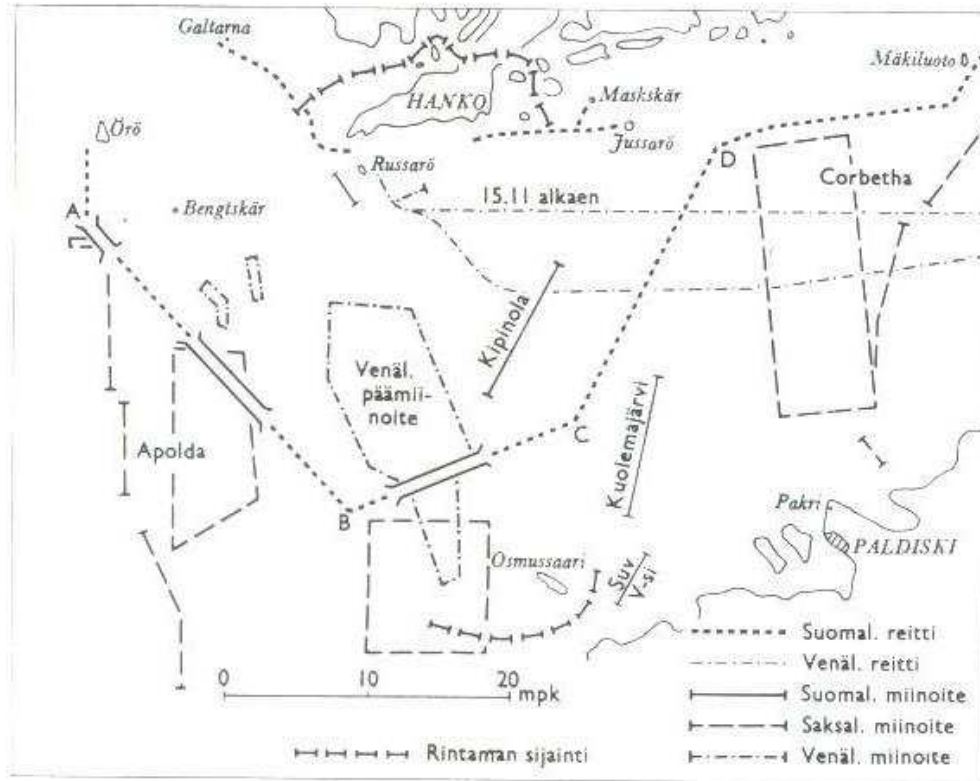 Galtarna
Mäkiluoto
HANKO
Maskskär
Örö
Jussarö
D
Russarö
Corbetha
A
Bengtskär
15.11 alkaen
Kipinola
Venäl.
päämii-
noite
C
Kuolemajärvi
Apolda
Pakri
B
PALDISKI
Osmussaari
Suv
V-si
Suomal. reitti
Venäl. reitti
0 10 20
mpk
Suomal. miinoite
Saksal. miinoite
Rintaman sijainti
Venäl. miinoite